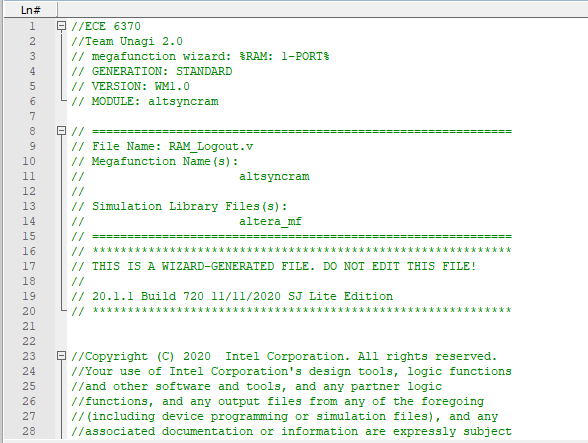 Ln#
1 //ECE 6370
2 //Team Unagi 2.0
3 // megafunction wizard: %RAM: 1-PORT%
4 // GENERATION: STANDARD
5 // VERSION: WM1.0
6 // MODULE: altsyncram
7
8 // ============================================================
9 // File Name: RAM_Logout.v
10 // Megafunction Name(s):
11 // altsyncram
12 //
13 // Simulation Library Files(s):
14 // altera_mf
15 // ============================================================
16 // ************************************************************
17 // THIS IS A WIZARD-GENERATED FILE. DO NOT EDIT THIS FILE!
18 //
19 // 20.1.1 Build 720 11/11/2020 SJ Lite Edition
20 // ************************************************************
21
22
23 //Copyright (C) 2020  Intel Corporation. All rights reserved.
24 //Your use of Intel Corporation's design tools, logic functions
25 //and other software and tools, and any partner logic
26 //functions, and any output files from any of the foregoing
27 //(including device programming or simulation files), and any
28 //associated documentation or information are expressly subject